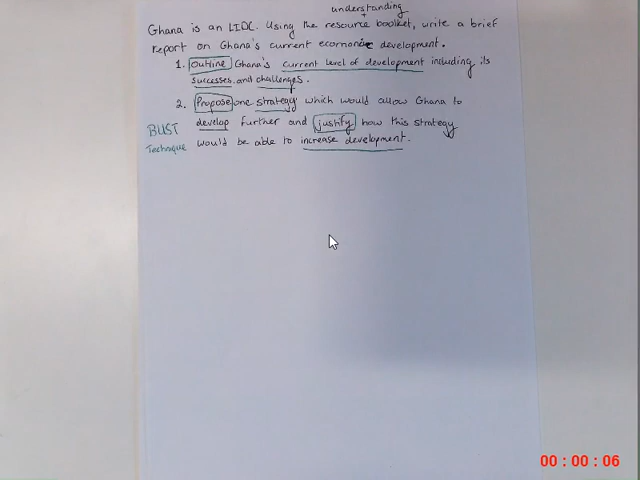 understanding
+
Ghana is an LIDC. Using the resource booklet, write a brief
report on Ghana's current economic development.
1. Outline Ghana's current level of development including its
successes and challenges.
2. Propose one strategy which would allow Ghana to
develop further and justify how this strategy
would be able to increase development.
BUST
Technique
00 : 00 : 06